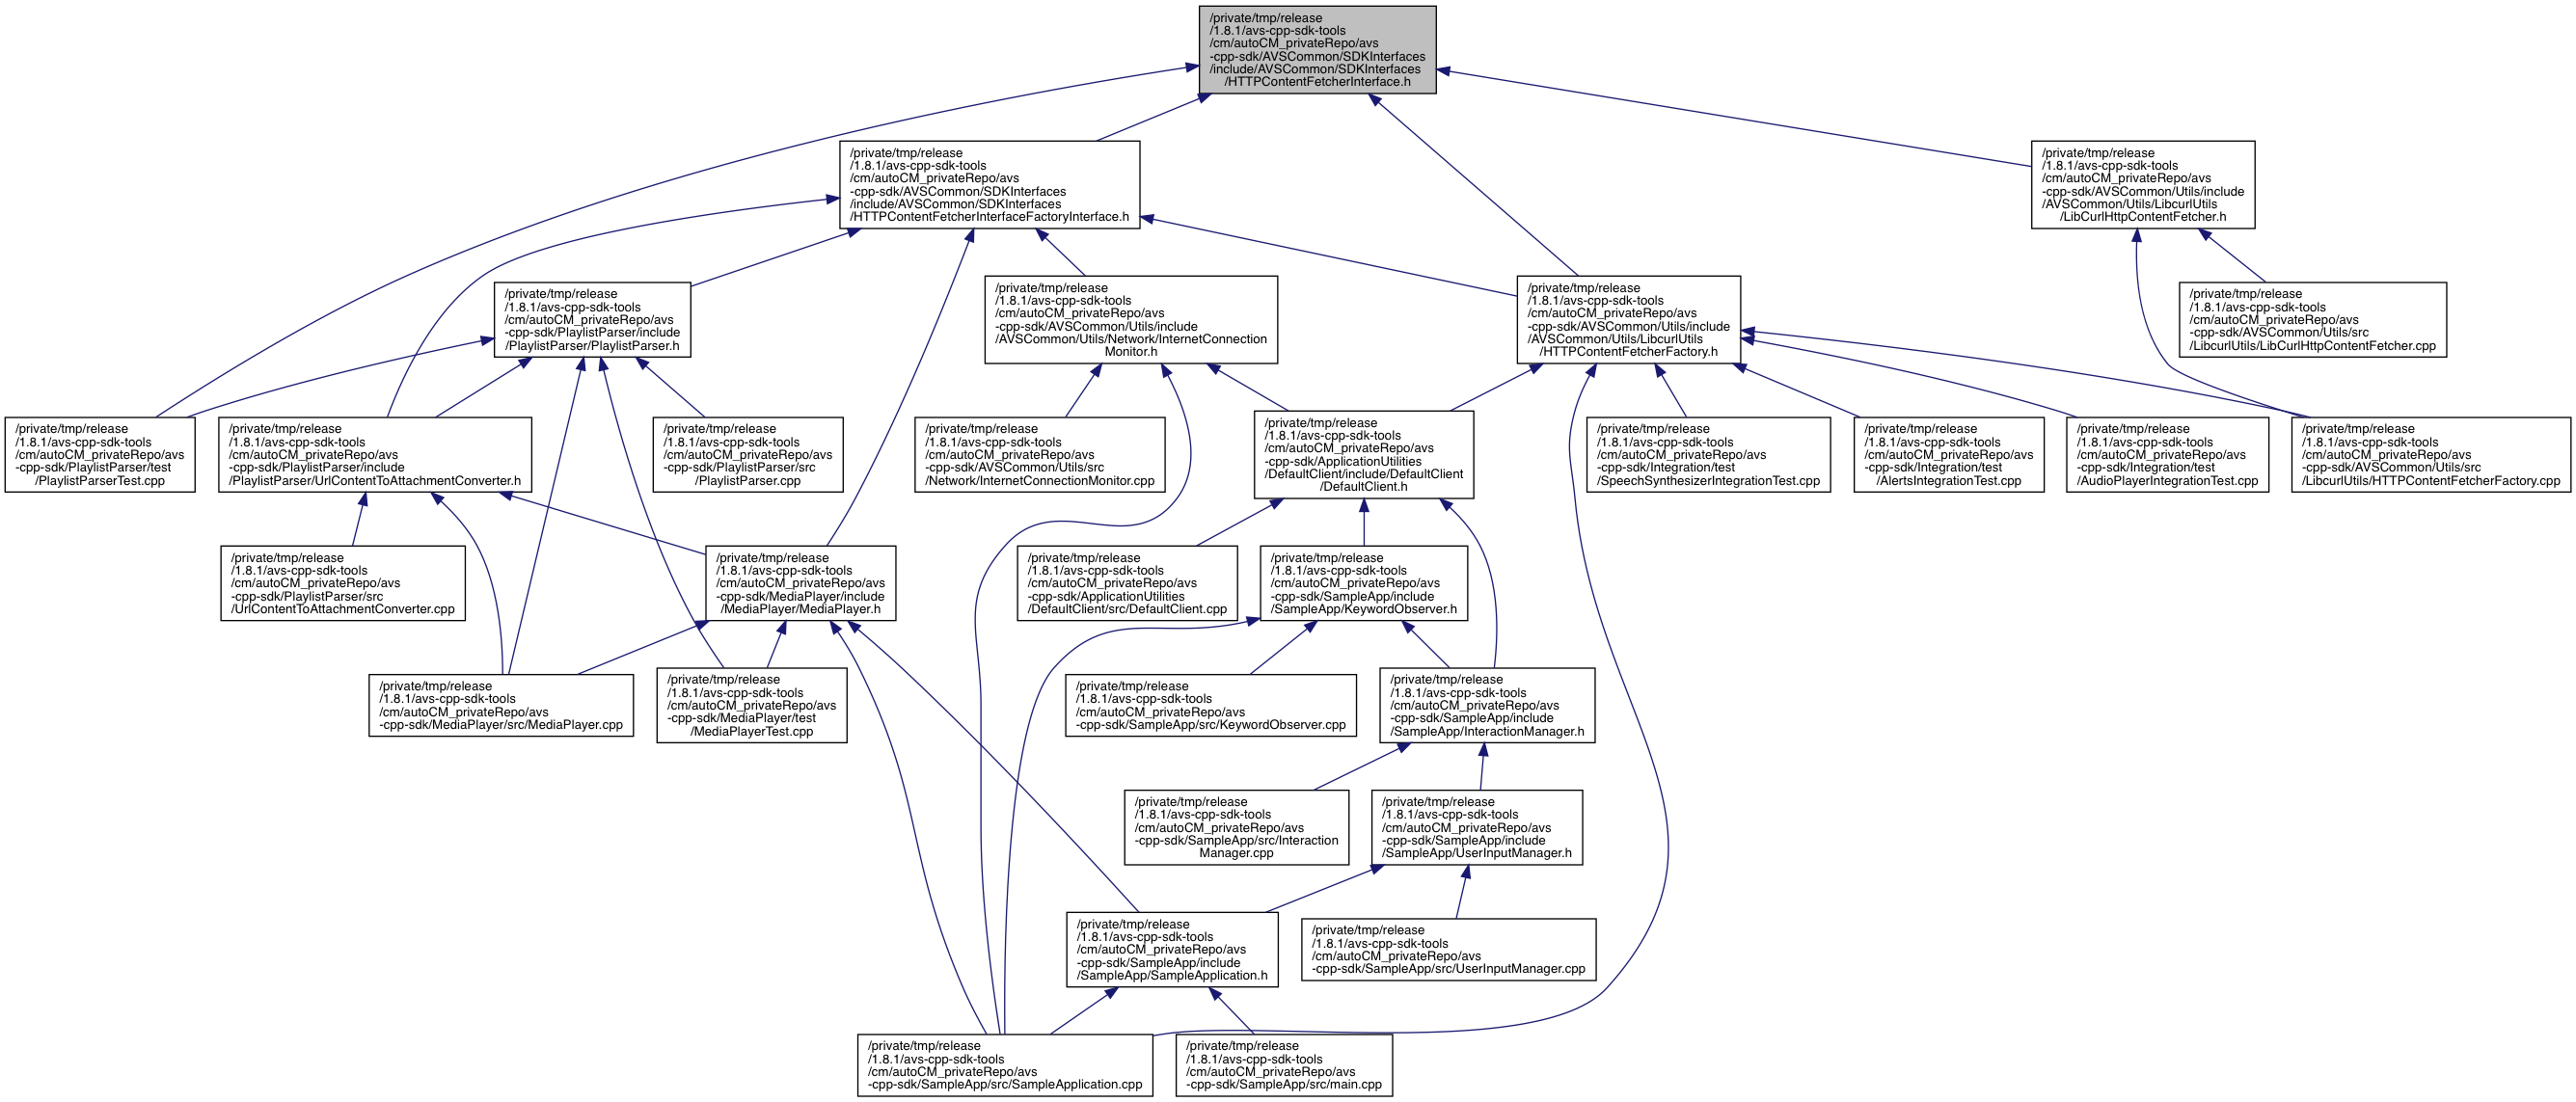 /private/tmp/release
/1.8.1/avs-cpp-sdk-tools
/cm/autoCM_privateRepo/avs
-cpp-sdk/AVSCommon/SDKInterfaces
/include/AVSCommon/SDKInterfaces
/HTTPContentFetcherInterface.h
/private/tmp/release
/1.8.1/avs-cpp-sdk-tools
/cm/autoCM_privateRepo/avs
-cpp-sdk/AVSCommon/SDKInterfaces
/include/AVSCommon/SDKInterfaces
/HTTPContentFetcherInterfaceFactoryInterface.h
/private/tmp/release
/1.8.1/avs-cpp-sdk-tools
/cm/autoCM_privateRepo/avs
-cpp-sdk/AVSCommon/Utils/include
/AVSCommon/Utils/LibcurlUtils
/LibCurlHttpContentFetcher.h
/private/tmp/release
/1.8.1/avs-cpp-sdk-tools
/cm/autoCM_privateRepo/avs
-cpp-sdk/PlaylistParser/include
/PlaylistParser/PlaylistParser.h
/private/tmp/release
/1.8.1/avs-cpp-sdk-tools
/cm/autoCM_privateRepo/avs
-cpp-sdk/AVSCommon/Utils/include
/AVSCommon/Utils/Network/InternetConnection
Monitor.h
/private/tmp/release
/1.8.1/avs-cpp-sdk-tools
/cm/autoCM_privateRepo/avs
-cpp-sdk/AVSCommon/Utils/include
/AVSCommon/Utils/LibcurlUtils
/HTTPContentFetcherFactory.h
/private/tmp/release
/1.8.1/avs-cpp-sdk-tools
/cm/autoCM_privateRepo/avs
-cpp-sdk/AVSCommon/Utils/src
/LibcurlUtils/LibCurlHttpContentFetcher.cpp
/private/tmp/release
/1.8.1/avs-cpp-sdk-tools
/cm/autoCM_privateRepo/avs
-cpp-sdk/PlaylistParser/test
/PlaylistParserTest.cpp
/private/tmp/release
/1.8.1/avs-cpp-sdk-tools
/cm/autoCM_privateRepo/avs
-cpp-sdk/PlaylistParser/include
/PlaylistParser/UrlContentToAttachmentConverter.h
/private/tmp/release
/1.8.1/avs-cpp-sdk-tools
/cm/autoCM_privateRepo/avs
-cpp-sdk/PlaylistParser/src
/PlaylistParser.cpp
/private/tmp/release
/1.8.1/avs-cpp-sdk-tools
/cm/autoCM_privateRepo/avs
-cpp-sdk/AVSCommon/Utils/src
/Network/InternetConnectionMonitor.cpp
/private/tmp/release
/1.8.1/avs-cpp-sdk-tools
/cm/autoCM_privateRepo/avs
-cpp-sdk/ApplicationUtilities
/DefaultClient/include/DefaultClient
/DefaultClient.h
/private/tmp/release
/1.8.1/avs-cpp-sdk-tools
/cm/autoCM_privateRepo/avs
-cpp-sdk/Integration/test
/SpeechSynthesizerIntegrationTest.cpp
/private/tmp/release
/1.8.1/avs-cpp-sdk-tools
/cm/autoCM_privateRepo/avs
-cpp-sdk/Integration/test
/AlertsIntegrationTest.cpp
/private/tmp/release
/1.8.1/avs-cpp-sdk-tools
/cm/autoCM_privateRepo/avs
-cpp-sdk/Integration/test
/AudioPlayerIntegrationTest.cpp
/private/tmp/release
/1.8.1/avs-cpp-sdk-tools
/cm/autoCM_privateRepo/avs
-cpp-sdk/AVSCommon/Utils/src
/LibcurlUtils/HTTPContentFetcherFactory.cpp
/private/tmp/release
/1.8.1/avs-cpp-sdk-tools
/cm/autoCM_privateRepo/avs
-cpp-sdk/PlaylistParser/src
/UrlContentToAttachmentConverter.cpp
/private/tmp/release
/1.8.1/avs-cpp-sdk-tools
/cm/autoCM_privateRepo/avs
-cpp-sdk/MediaPlayer/include
/MediaPlayer/MediaPlayer.h
/private/tmp/release
/1.8.1/avs-cpp-sdk-tools
/cm/autoCM_privateRepo/avs
-cpp-sdk/ApplicationUtilities
/DefaultClient/src/DefaultClient.cpp
/private/tmp/release
/1.8.1/avs-cpp-sdk-tools
/cm/autoCM_privateRepo/avs
-cpp-sdk/SampleApp/include
/SampleApp/KeywordObserver.h
/private/tmp/release
/1.8.1/avs-cpp-sdk-tools
/cm/autoCM_privateRepo/avs
-cpp-sdk/MediaPlayer/src/MediaPlayer.cpp
/private/tmp/release
/1.8.1/avs-cpp-sdk-tools
/cm/autoCM_privateRepo/avs
-cpp-sdk/MediaPlayer/test
/MediaPlayerTest.cpp
/private/tmp/release
/1.8.1/avs-cpp-sdk-tools
/cm/autoCM_privateRepo/avs
-cpp-sdk/SampleApp/src/KeywordObserver.cpp
/private/tmp/release
/1.8.1/avs-cpp-sdk-tools
/cm/autoCM_privateRepo/avs
-cpp-sdk/SampleApp/include
/SampleApp/InteractionManager.h
/private/tmp/release
/1.8.1/avs-cpp-sdk-tools
/cm/autoCM_privateRepo/avs
-cpp-sdk/SampleApp/src/Interaction
Manager.cpp
/private/tmp/release
/1.8.1/avs-cpp-sdk-tools
/cm/autoCM_privateRepo/avs
-cpp-sdk/SampleApp/include
/SampleApp/UserInputManager.h
/private/tmp/release
/1.8.1/avs-cpp-sdk-tools
/cm/autoCM_privateRepo/avs
-cpp-sdk/SampleApp/include
/SampleApp/SampleApplication.h
/private/tmp/release
/1.8.1/avs-cpp-sdk-tools
/cm/autoCM_privateRepo/avs
-cpp-sdk/SampleApp/src/UserInputManager.cpp
/private/tmp/release
/1.8.1/avs-cpp-sdk-tools
/cm/autoCM_privateRepo/avs
-cpp-sdk/SampleApp/src/SampleApplication.cpp
/private/tmp/release
/1.8.1/avs-cpp-sdk-tools
/cm/autoCM_privateRepo/avs
-cpp-sdk/SampleApp/src/main.cpp